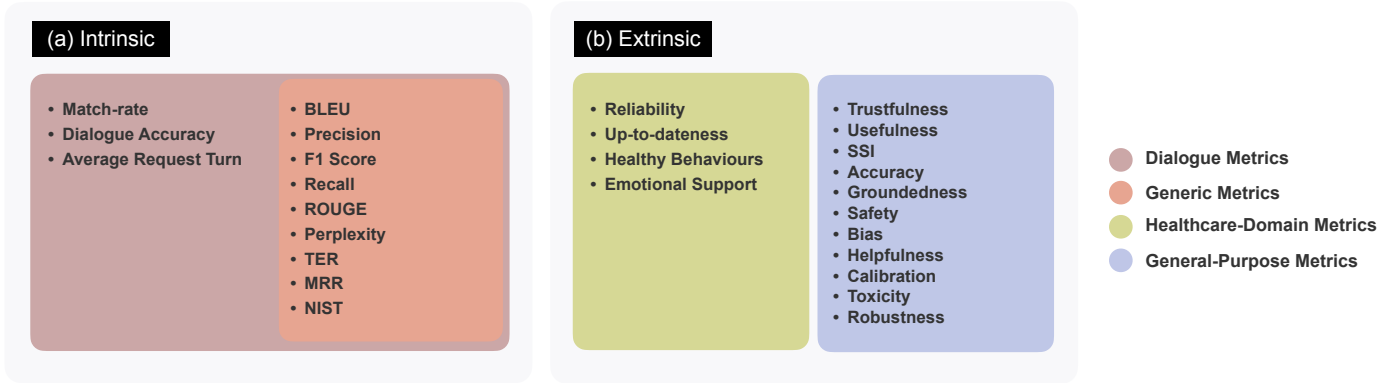 (a) Intrinsic
• Match-rate
• Dialogue Accuracy
• Average Request Turn
• BLEU
• Precision
• F1 Score
• Recall
• ROUGE
• Perplexity
• TER
• MRR
• NIST
(b) Extrinsic
• Reliability
• Up-to-dateness
• Healthy Behaviours
• Emotional Support
• Trustfulness
• Usefulness
• SSI
• Accuracy
• Groundedness
• Safety
• Bias
• Helpfulness
• Calibration
• Toxicity
• Robustness
Dialogue Metrics
Generic Metrics
Healthcare-Domain Metrics
General-Purpose Metrics